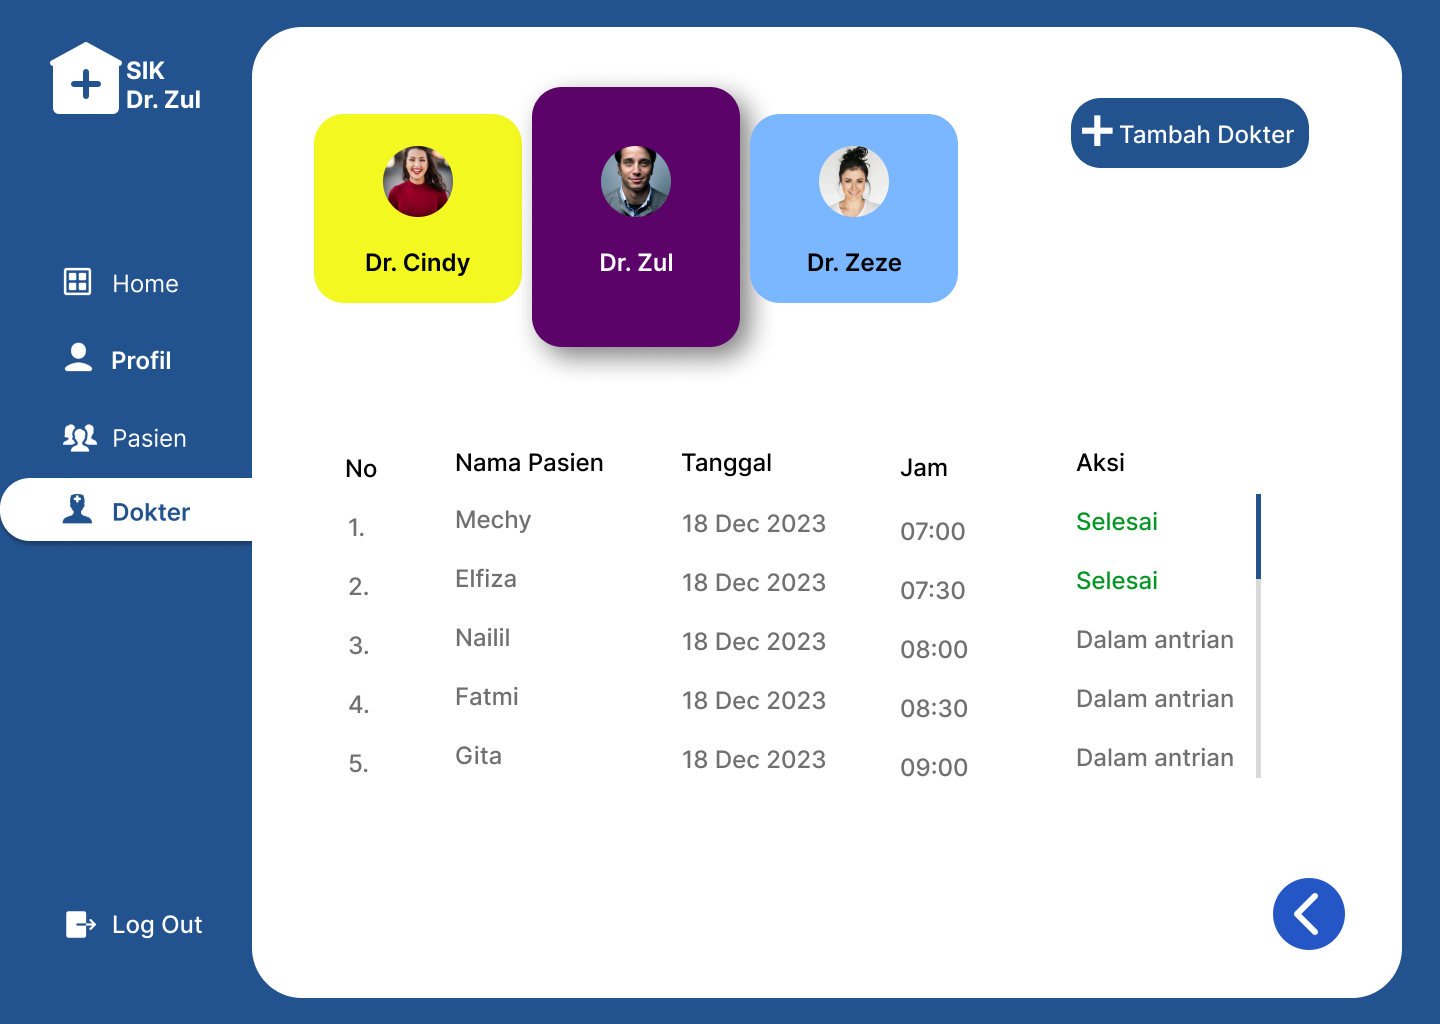 SIK
Dr. Zul
Home
Profil
Pasien
Dokter
Log Out
Dr. Cindy
Dr. Zul
Dr. Zeze
Tambah Dokter
No Nama Pasien Tanggal Jam Aksi
1. Mechy 18 Dec 2023 07:00 Selesai
2. Elfiza 18 Dec 2023 07:30 Selesai
3. Nailil 18 Dec 2023 08:00 Dalam antrian
4. Fatmi 18 Dec 2023 08:30 Dalam antrian
5. Gita 18 Dec 2023 09:00 Dalam antrian